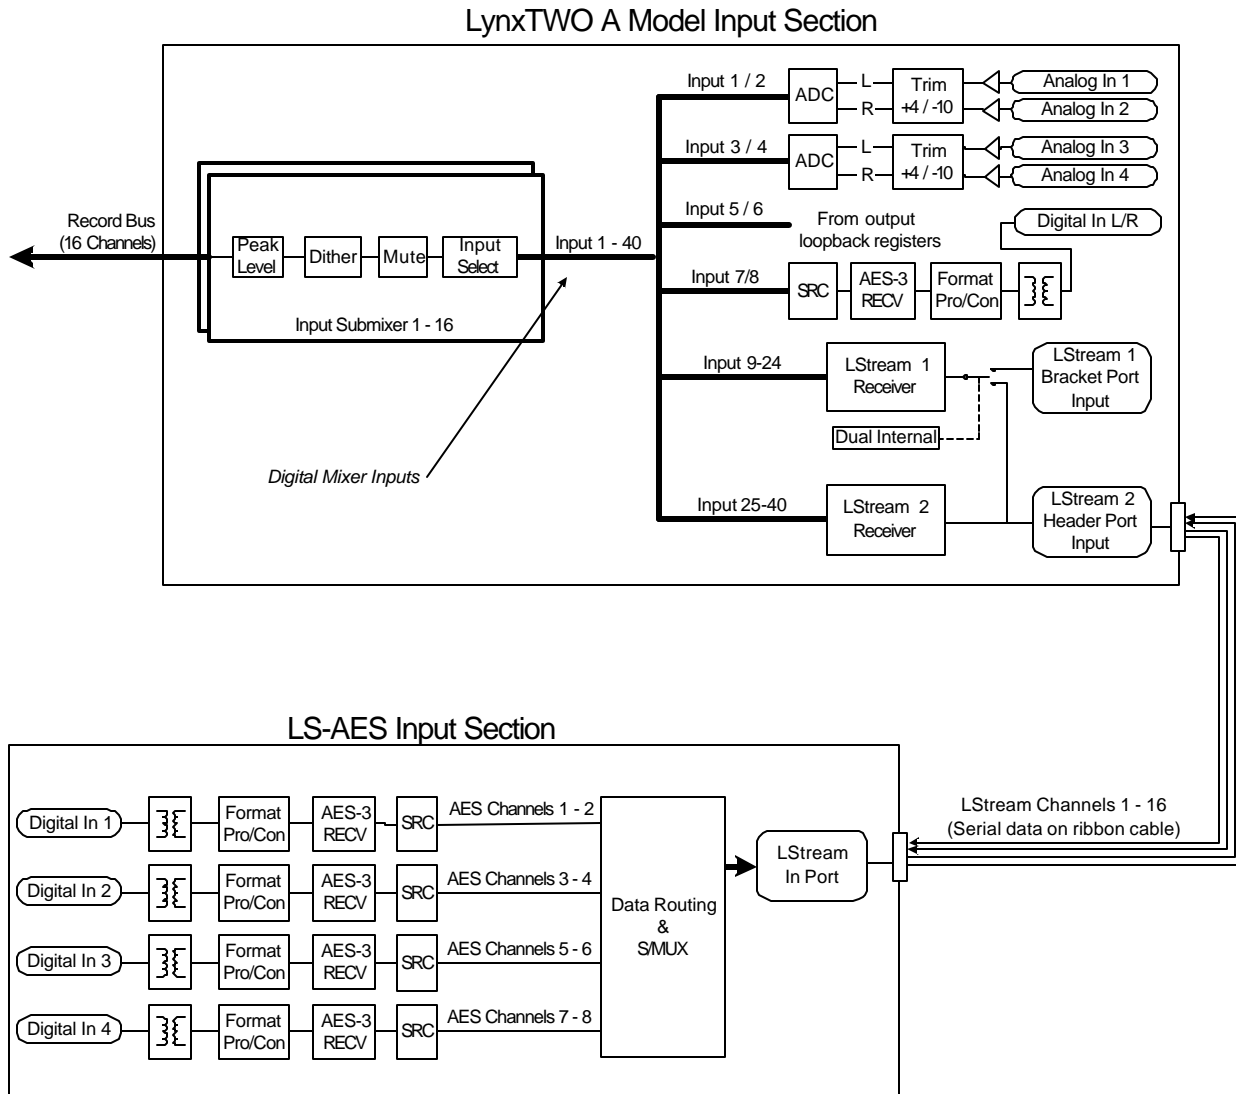 LynxTWO A Model Input Section
Input 1 / 2
ADC
L
R
Trim
+4 / -10
Analog In 1
Analog In 2
Input 3 / 4
ADC
L
R
Trim
+4 / -10
Analog In 3
Analog In 4
Input 5 / 6
From output
loopback registers
Digital In L/R
Record Bus
(16 Channels)
Peak
Level
Dither
Mute
Input
Select
Input 1 - 40
Input 7/8
SRC
AES-3
RECV
Format
Pro/Con
Input Submixer 1 - 16
Input 9-24
LStream 1
Receiver
LStream 1
Bracket Port
Input
Dual Internal
Digital Mixer Inputs
Input 25-40
LStream 2
Receiver
LStream 2
Header Port
Input
LS-AES Input Section
Digital In 1
Format
Pro/Con
AES-3
RECV
SRC
AES Channels 1 - 2
Digital In 2
Format
Pro/Con
AES-3
RECV
SRC
AES Channels 3 - 4
Digital In 3
Format
Pro/Con
AES-3
RECV
SRC
AES Channels 5 - 6
Digital In 4
Format
Pro/Con
AES-3
RECV
SRC
AES Channels 7 - 8
Data Routing
&
S/MUX
LStream
In Port
LStream Channels 1 - 16
(Serial data on ribbon cable)